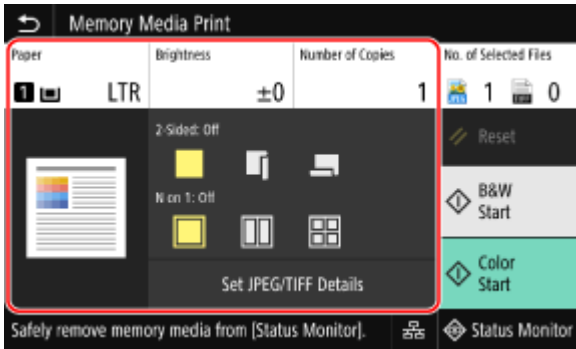 Memory Media Print
Paper
Brightness
Number of Copies
No. of Selected Files
1 LTR
±0
1
1
0
2-Sided: Off
Reset
N on 1: Off
B&W
Start
Set JPEG/TIFF Details
Color
Start
Safely remove memory media from [Status Monitor].
Status Monitor